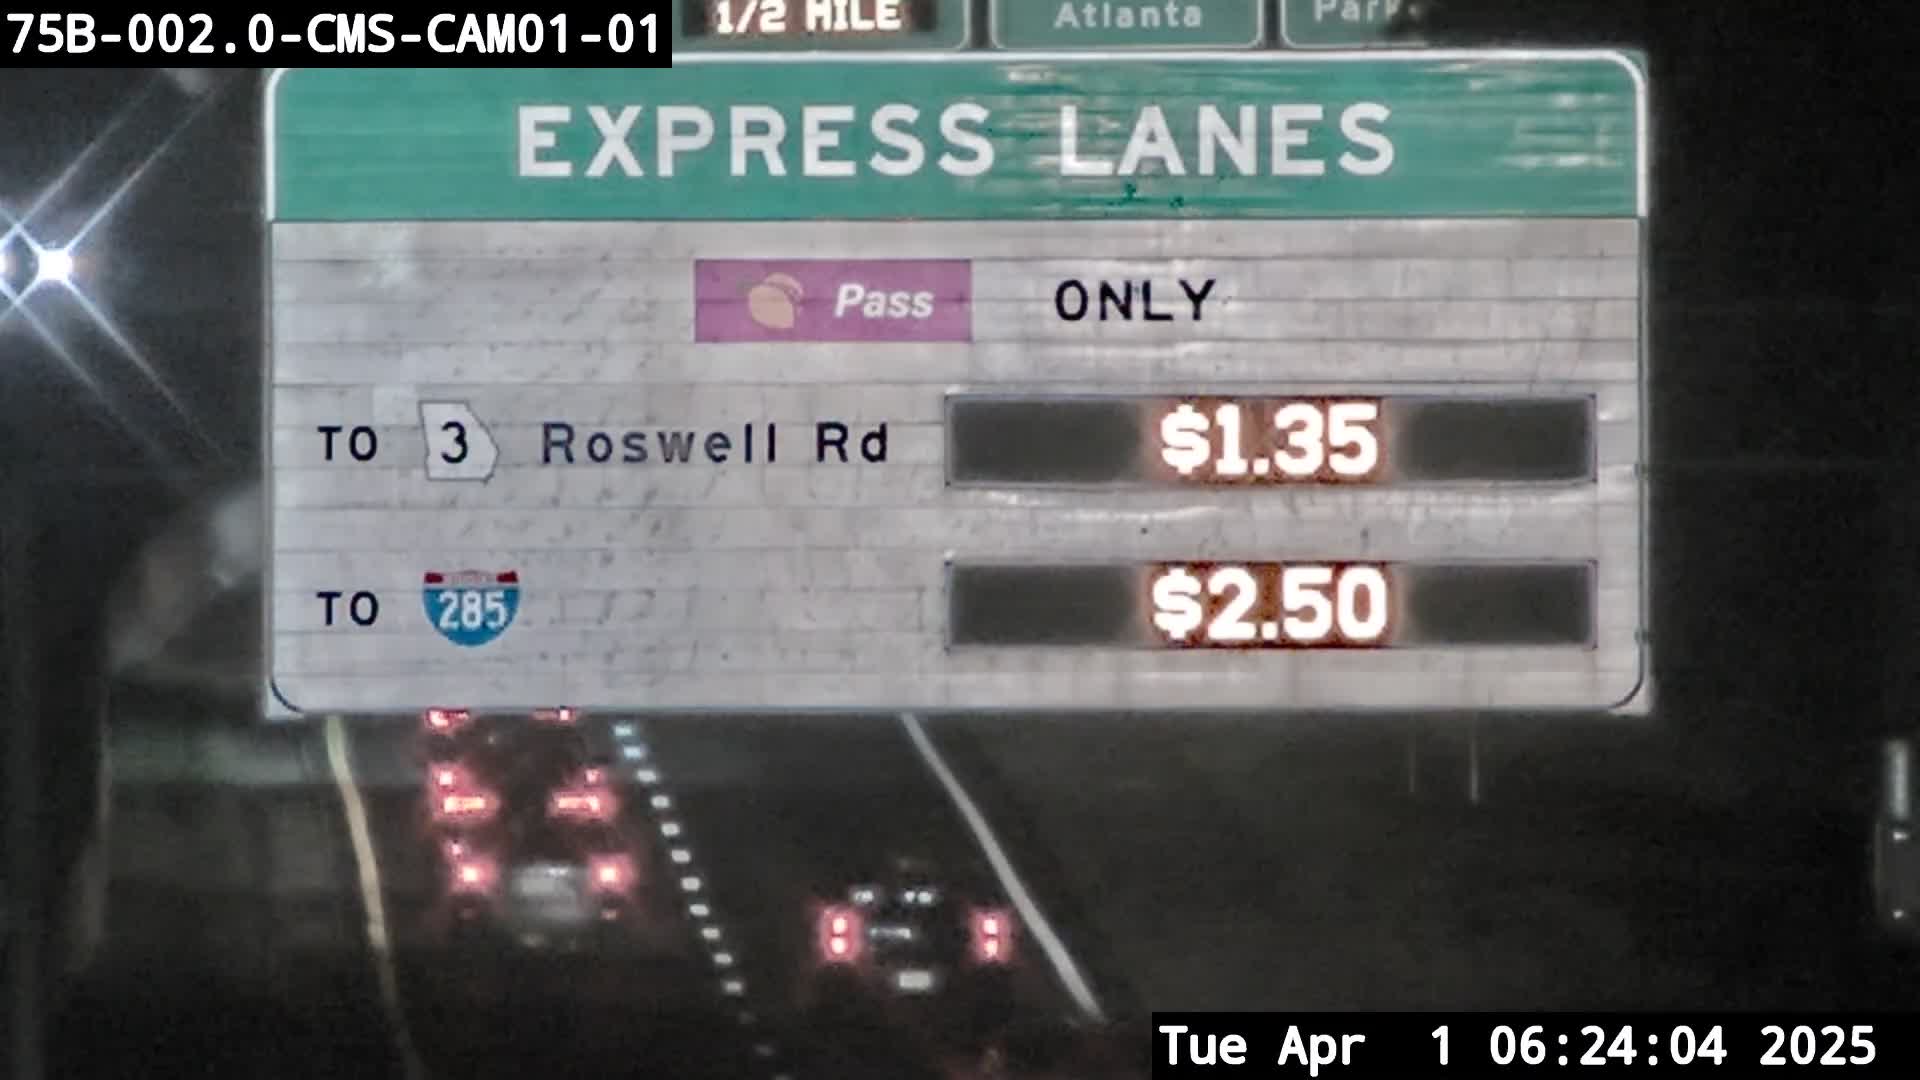 75B-002.0-CMS-CAM01-01
1/2 MILE
Atlanta
EXPRESS LANES
Pass ONLY
TO 3 Roswell Rd $1.35
TO 285 $2.50
Tue Apr 1 06:24:04 2025